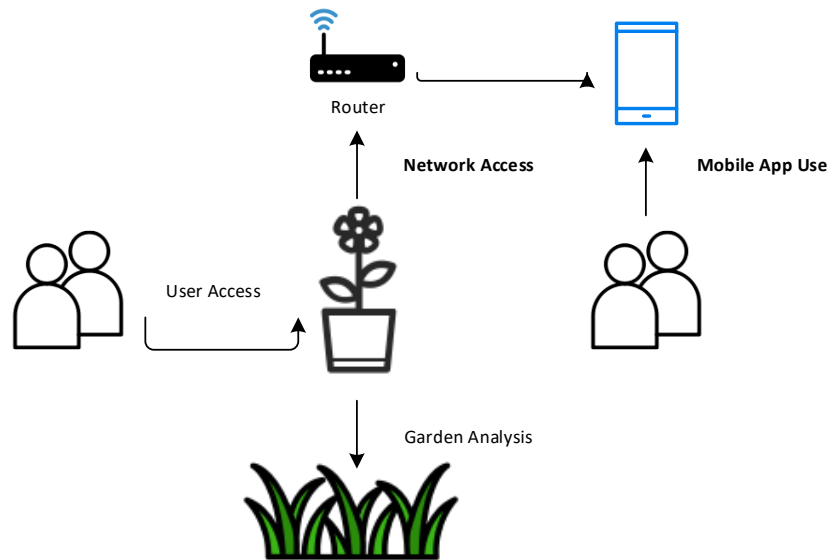 Router
Network Access
Mobile App Use
User Access
Garden Analysis